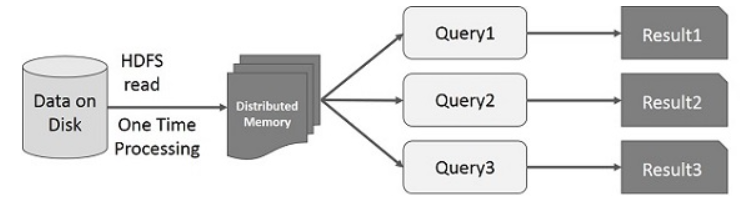 Data on
Disk
HDFS
read
One Time
Processing
Distributed
Memory
Query1
Result1
Query2
Result2
Query3
Result3